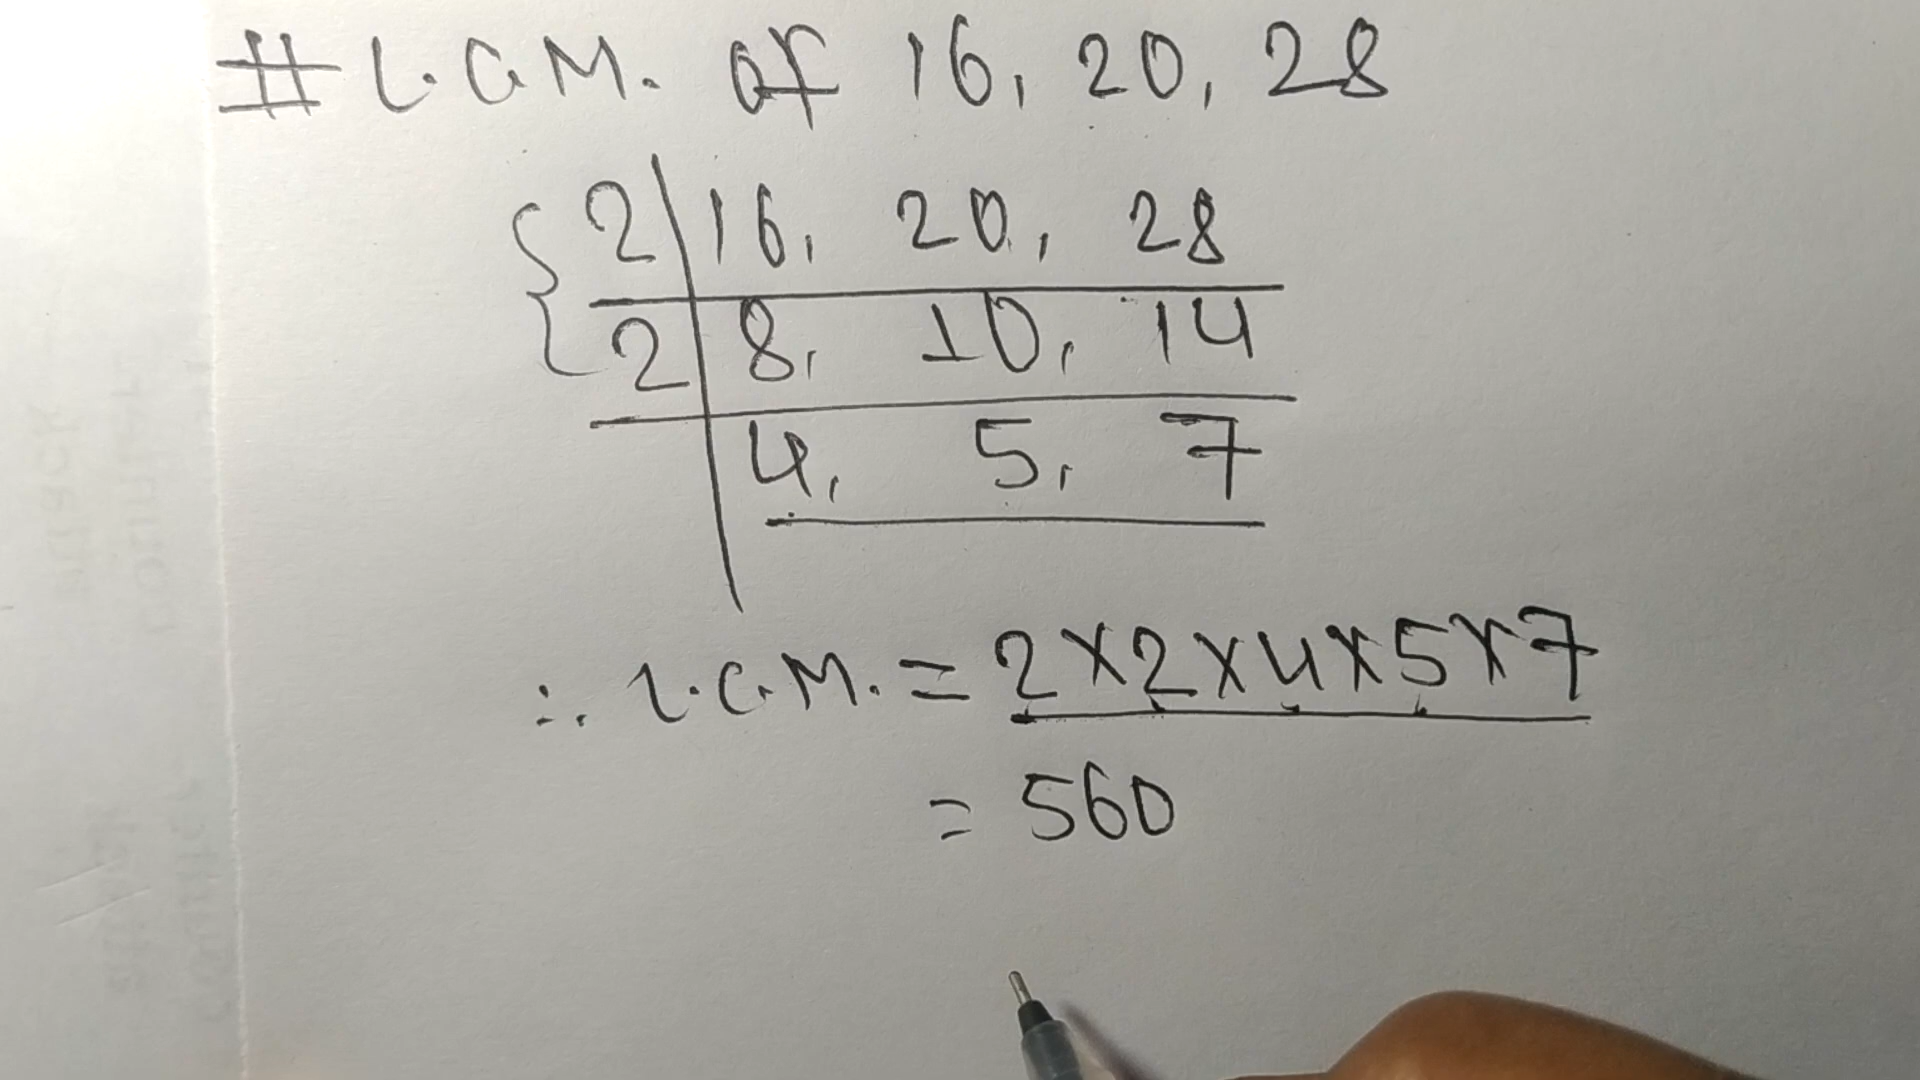 # L.C.M. of 16, 20, 28
2 16, 20, 28
2 8, 10, 14
4, 5, 7
∴ L.C.M. = 2×2×4×5×7
= 560